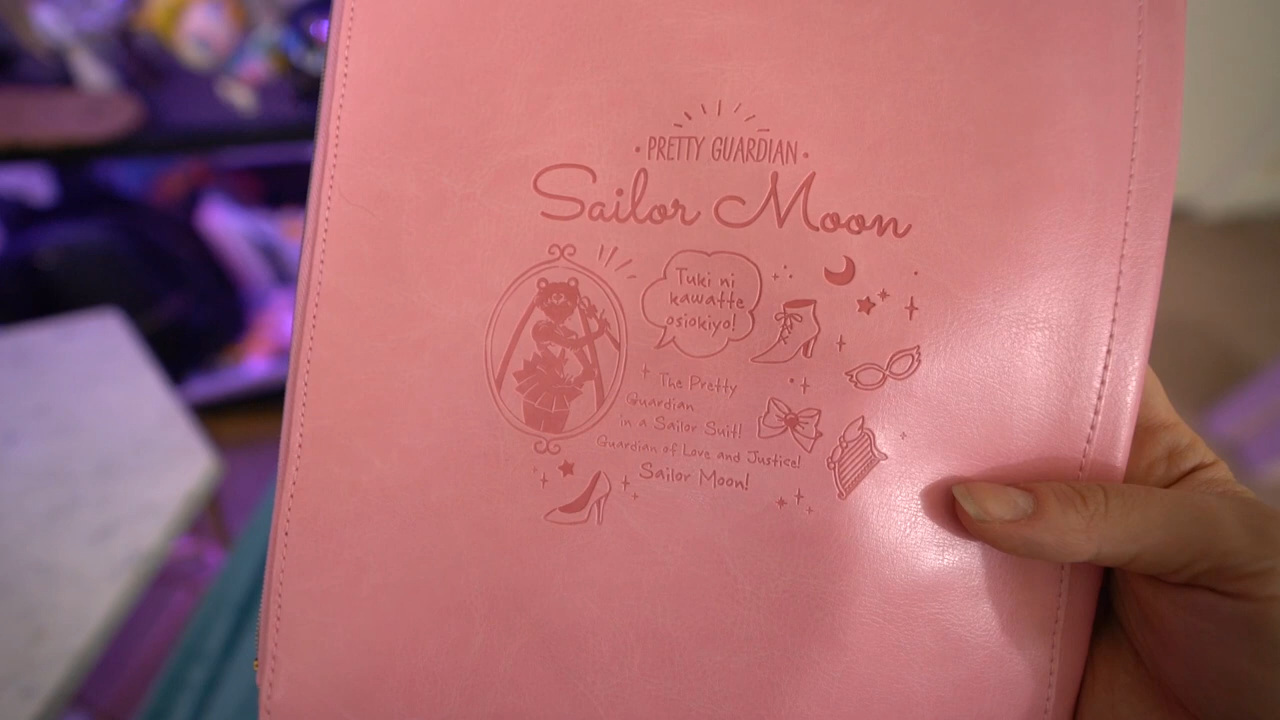 • PRETTY GUARDIAN •
Sailor Moon
Tuki ni
kawatte
osiokiyo!
The Pretty
Guardian
in a Sailor Suit!
Guardian of Love and Justice!
Sailor Moon!